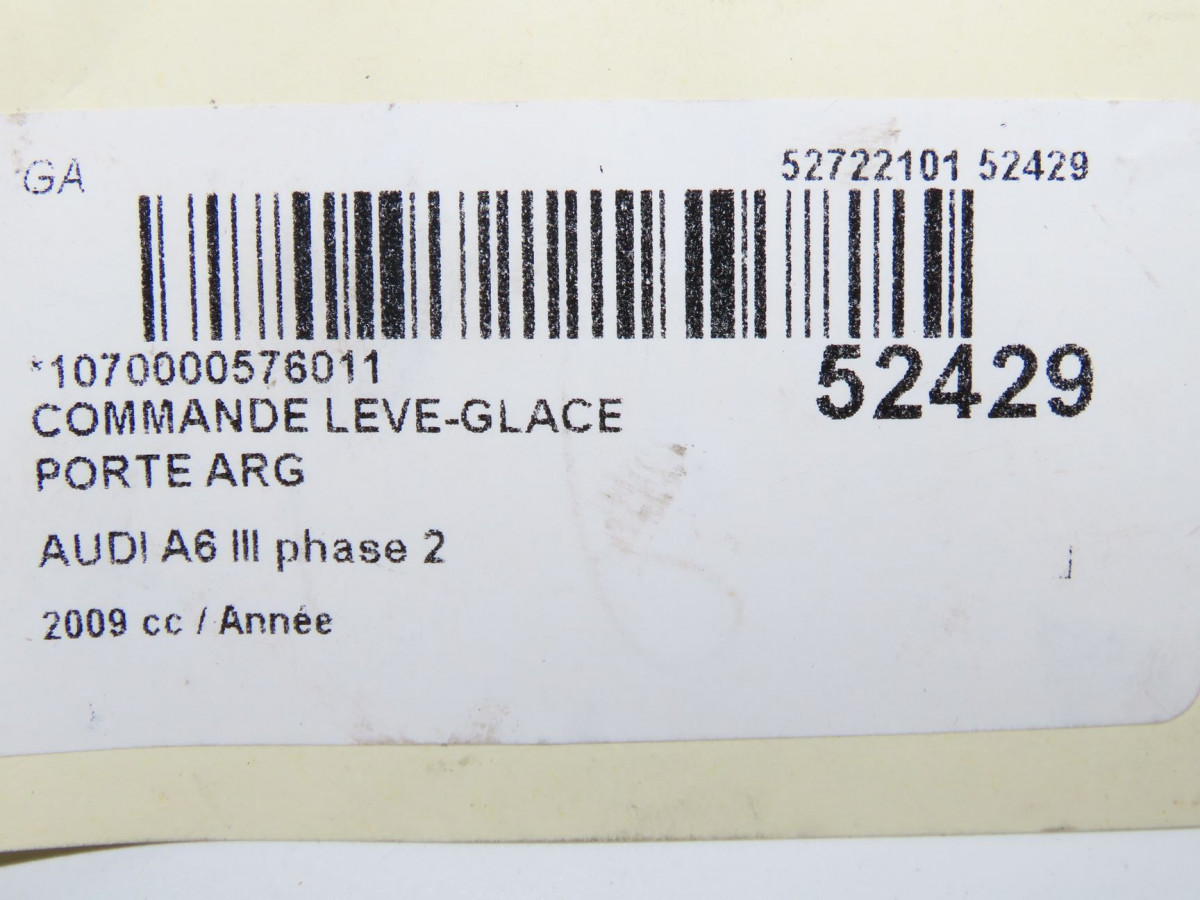 GA
52722101 52429
*1070000576011
52429
COMMANDE LEVE-GLACE
PORTE ARG
AUDI A6 III phase 2
2009 cc / Année